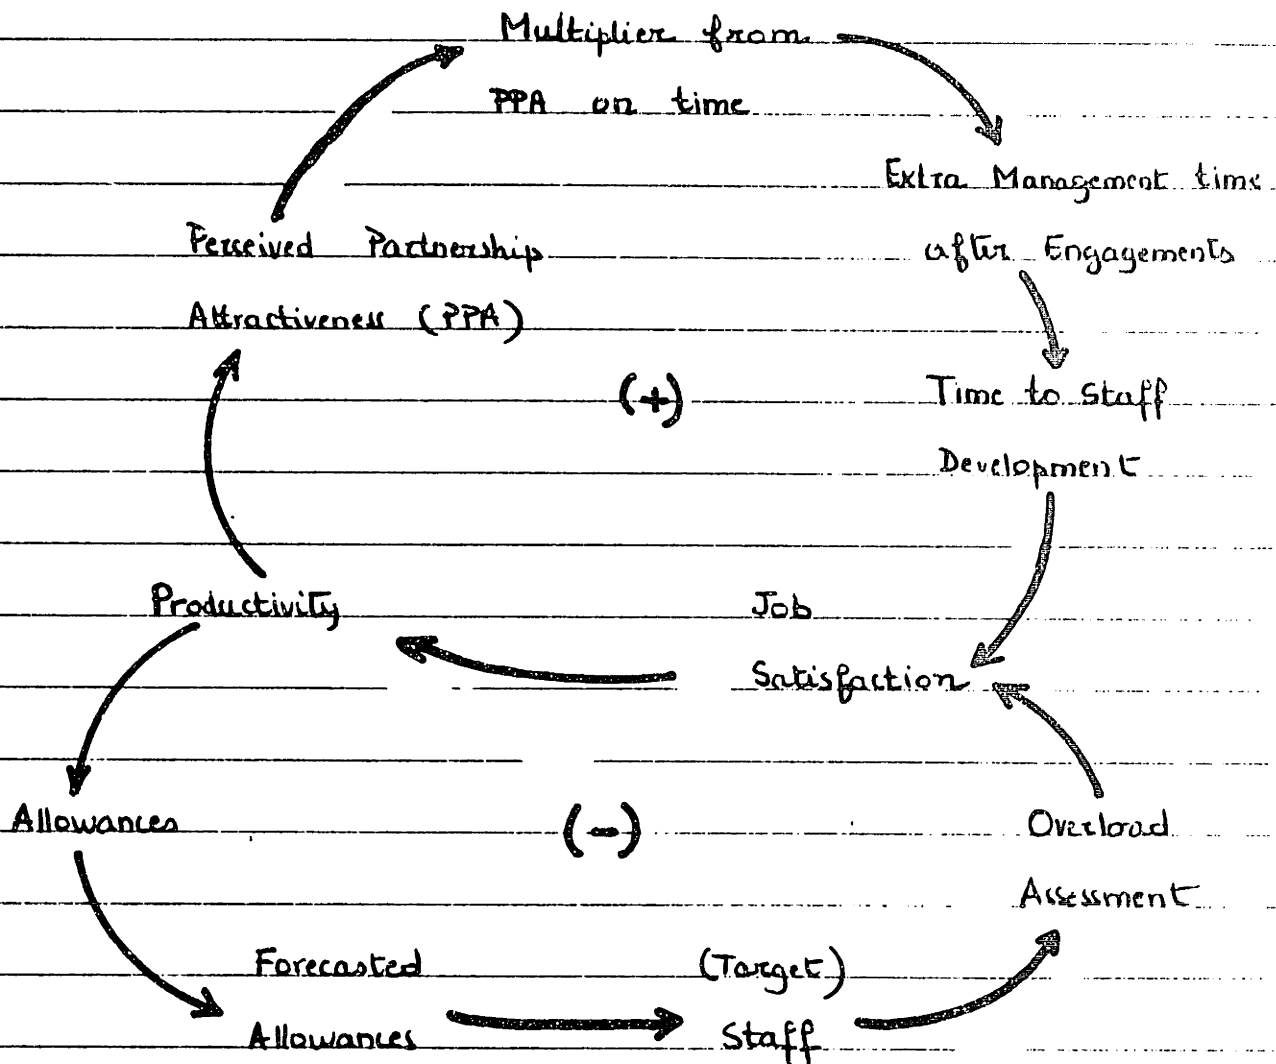 Multiplier from
PPA on time
Extra Management time
after Engagements
Perceived Partnership
Attractiveness (PPA)
(+)
Time to Staff
Development
Productivity
Job
Satisfaction
Allowances
(-)
Overload
Assessment
Forecasted
Allowances
(Target)
Staff